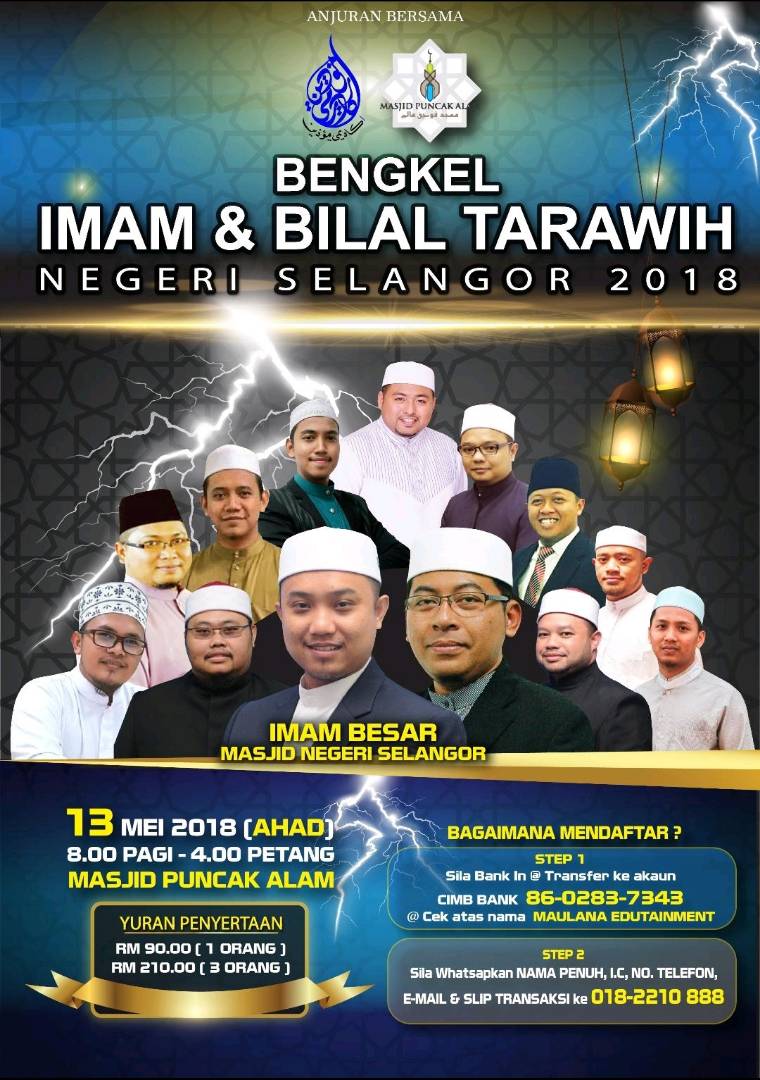 ANJURAN BERSAMA
MASJID PUNCAK AL
BENGKEL
IMAM & BILAL TARAWIH
NEGERI SELANGOR 2018
IMAM BESAR
MASJID NEGERI SELANGOR
13 MEI 2018 (AHAD)
8.00 PAGI - 4.00 PETANG
MASJID PUNCAK ALAM
YURAN PENYERTAAN
RM 90.00 ( 1 ORANG )
RM 210.00 ( 3 ORANG )
BAGAIMANA MENDAFTAR ?
STEP 1
Sila Bank In @ Transfer ke akaun
CIMB BANK 86-0283-7343
@ Cek atas nama MAULANA EDUTAINMENT
STEP 2
Sila Whatsapkan NAMA PENUH, I.C, NO. TELEFON,
E-MAIL & SLIP TRANSAKSI ke 018-2210 888